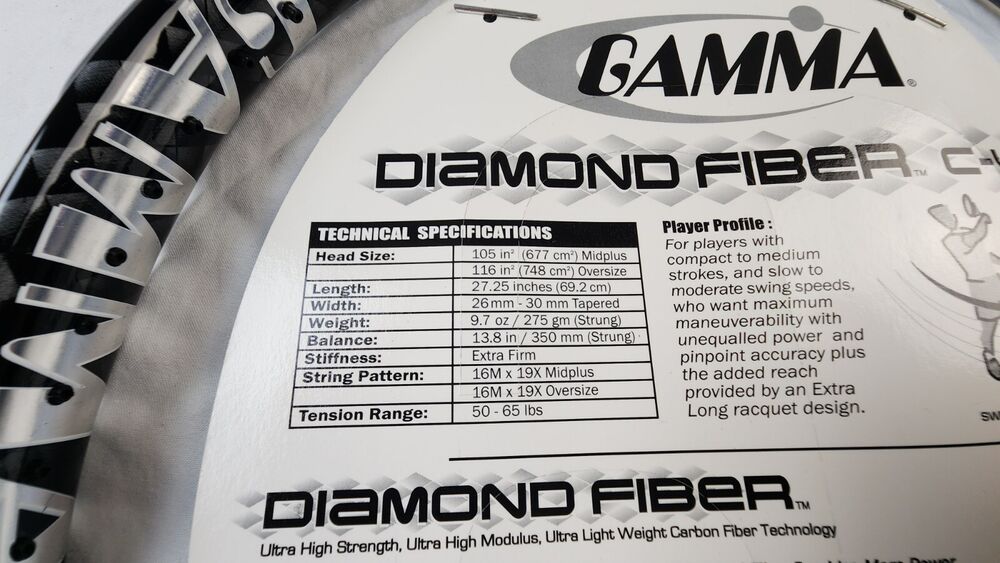 GAMMA
GAMMA®
DIAMOND FIBER™ C-
TECHNICAL SPECIFICATIONS
Head Size: 105 in² (677 cm²) Midplus
116 in² (748 cm²) Oversize
Length: 27.25 inches (69.2 cm)
Width: 26mm - 30 mm Tapered
Weight: 9.7 oz / 275 gm (Strung)
Balance: 13.8 in / 350 mm (Strung)
Stiffness: Extra Firm
String Pattern: 16M x 19X Midplus
16M x 19X Oversize
Tension Range: 50 - 65 lbs
Player Profile :
For players with
compact to medium
strokes, and slow to
moderate swing speeds,
who want maximum
maneuverability with
unequalled power and
pinpoint accuracy plus
the added reach
provided by an Extra
Long racquet design.
DIAMOND FIBER™
Ultra High Strength, Ultra High Modulus, Ultra Light Weight Carbon Fiber Technology